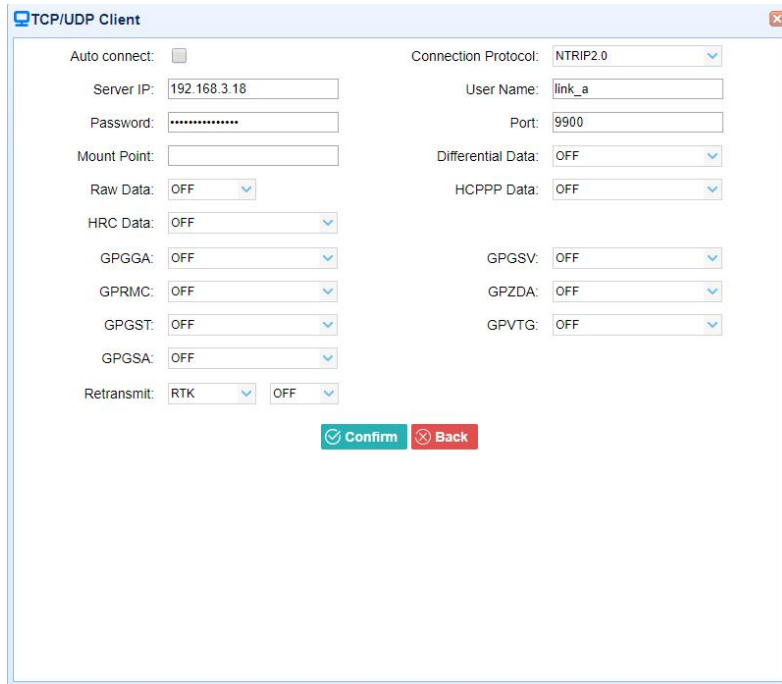 TCP/UDP Client
Auto connect: Connection Protocol: NTRIP2.0
Server IP: 192.168.3.18 User Name: link_a
Password: ••••••••••••••• Port: 9900
Mount Point: Differential Data: OFF
Raw Data: OFF HCPPP Data: OFF
HRC Data: OFF
GPGGA: OFF GPGSV: OFF
GPRMC: OFF GPZDA: OFF
GPGST: OFF GPVTG: OFF
GPGSA: OFF
Retransmit: RTK OFF
Confirm Back